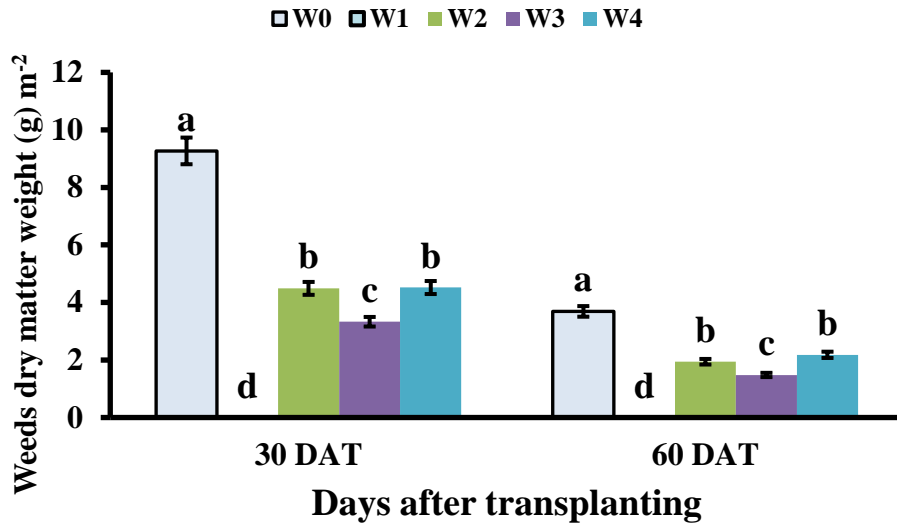 W0 W1 W2 W3 W4
Weeds dry matter weight (g) m-2
12
10
8
6
4
2
0
a
d
b
c
b
a
d
b
c
b
30 DAT
60 DAT
Days after transplanting